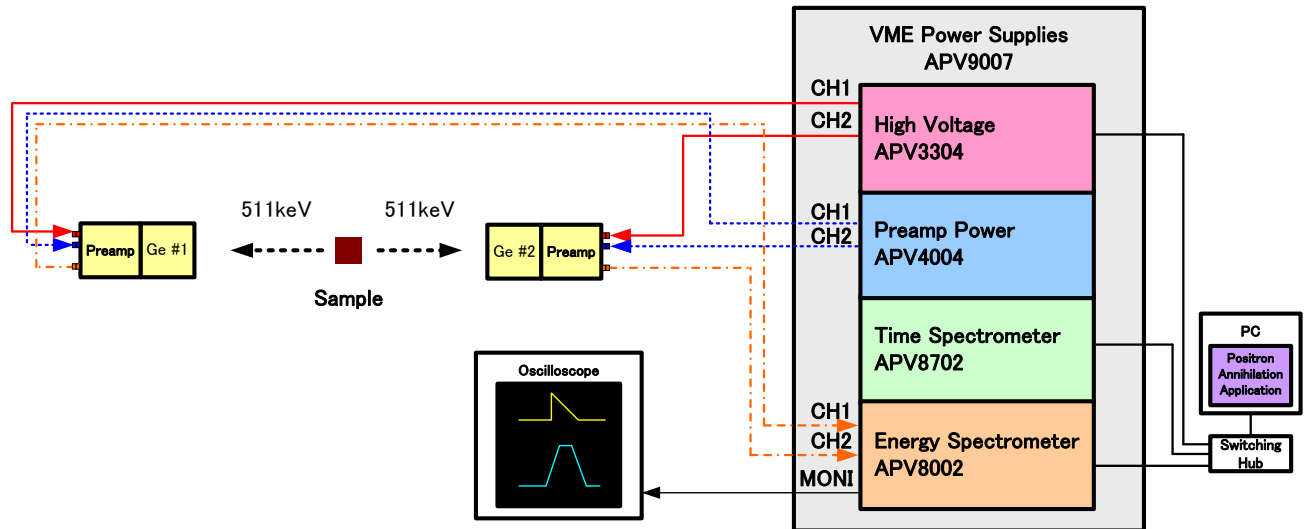 VME Power Supplies
APV9007
CH1
CH2
High Voltage
APV3304
511keV
511keV
CH1
CH2
Preamp Power
APV4004
Preamp
Ge #1
Ge #2
Preamp
Sample
Time Spectrometer
APV8702
PC
Positron
Annihilation
Application
Oscilloscope
CH1
CH2
Energy Spectrometer
APV8002
MONI
Switching
Hub